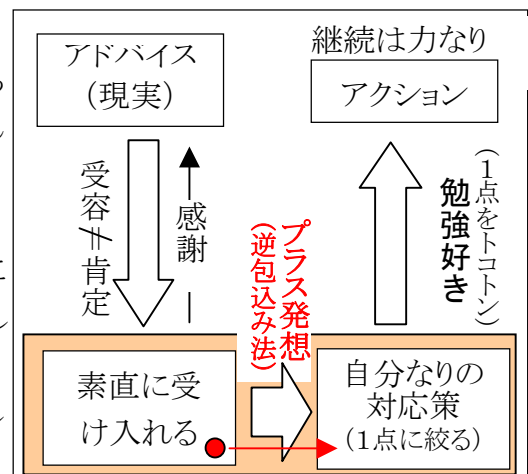 アドバイス
(現実)
継続は力なり
アクション
受容≠肯定
感謝
プラス発想
(逆包込み法)
勉強好き
(1点をトコトン)
素直に受
け入れる
自分なりの
対応策
(1点に絞る)